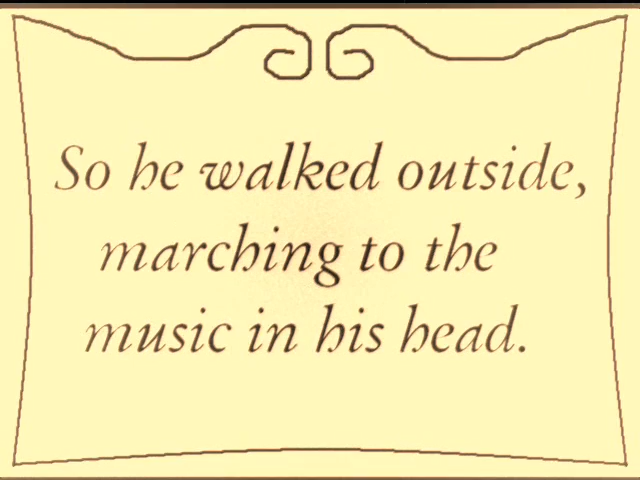 So he walked outside,
marching to the
music in his head.